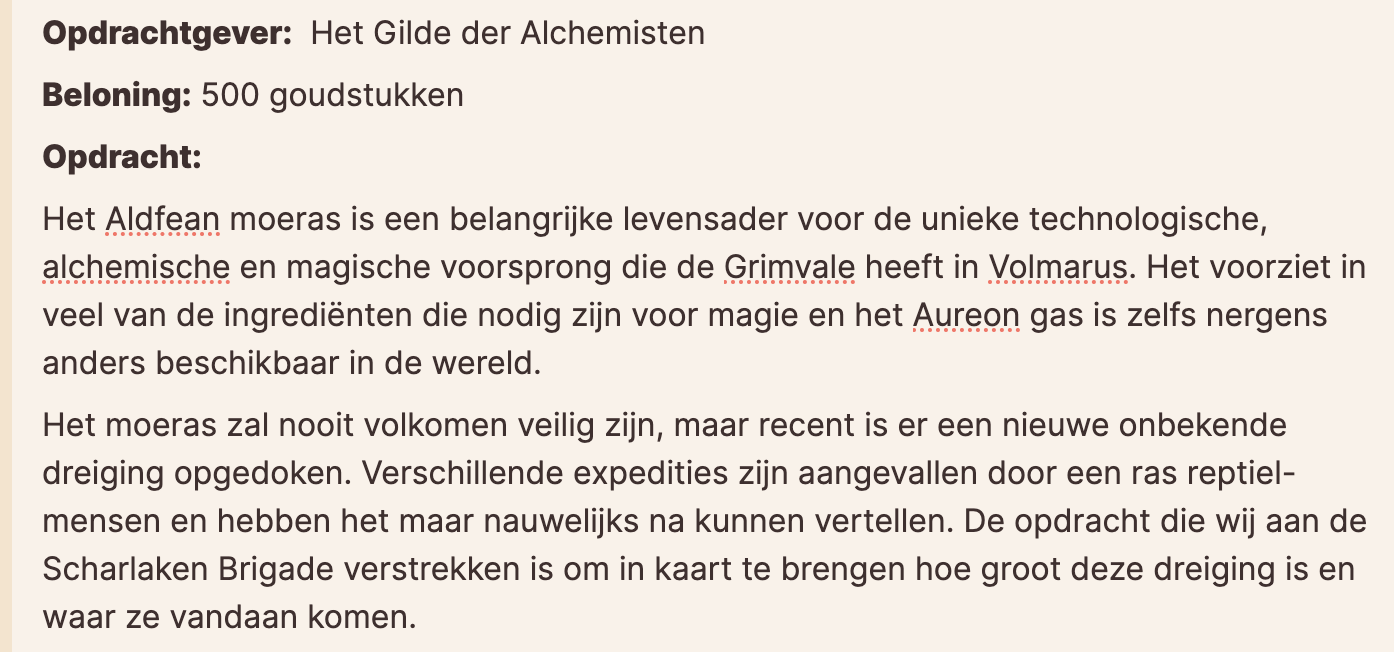 Opdrachtgever:  Het Gilde der Alchemisten
Beloning: 500 goudstukken
Opdracht:
Het Aldfean moeras is een belangrijke levensader voor de unieke technologische,
alchemische en magische voorsprong die de Grimvale heeft in Volmarus. Het voorziet in
veel van de ingrediënten die nodig zijn voor magie en het Aureon gas is zelfs nergens
anders beschikbaar in de wereld.
Het moeras zal nooit volkomen veilig zijn, maar recent is er een nieuwe onbekende
dreiging opgedoken. Verschillende expedities zijn aangevallen door een ras reptiel-
mensen en hebben het maar nauwelijks na kunnen vertellen. De opdracht die wij aan de
Scharlaken Brigade verstrekken is om in kaart te brengen hoe groot deze dreiging is en
waar ze vandaan komen.